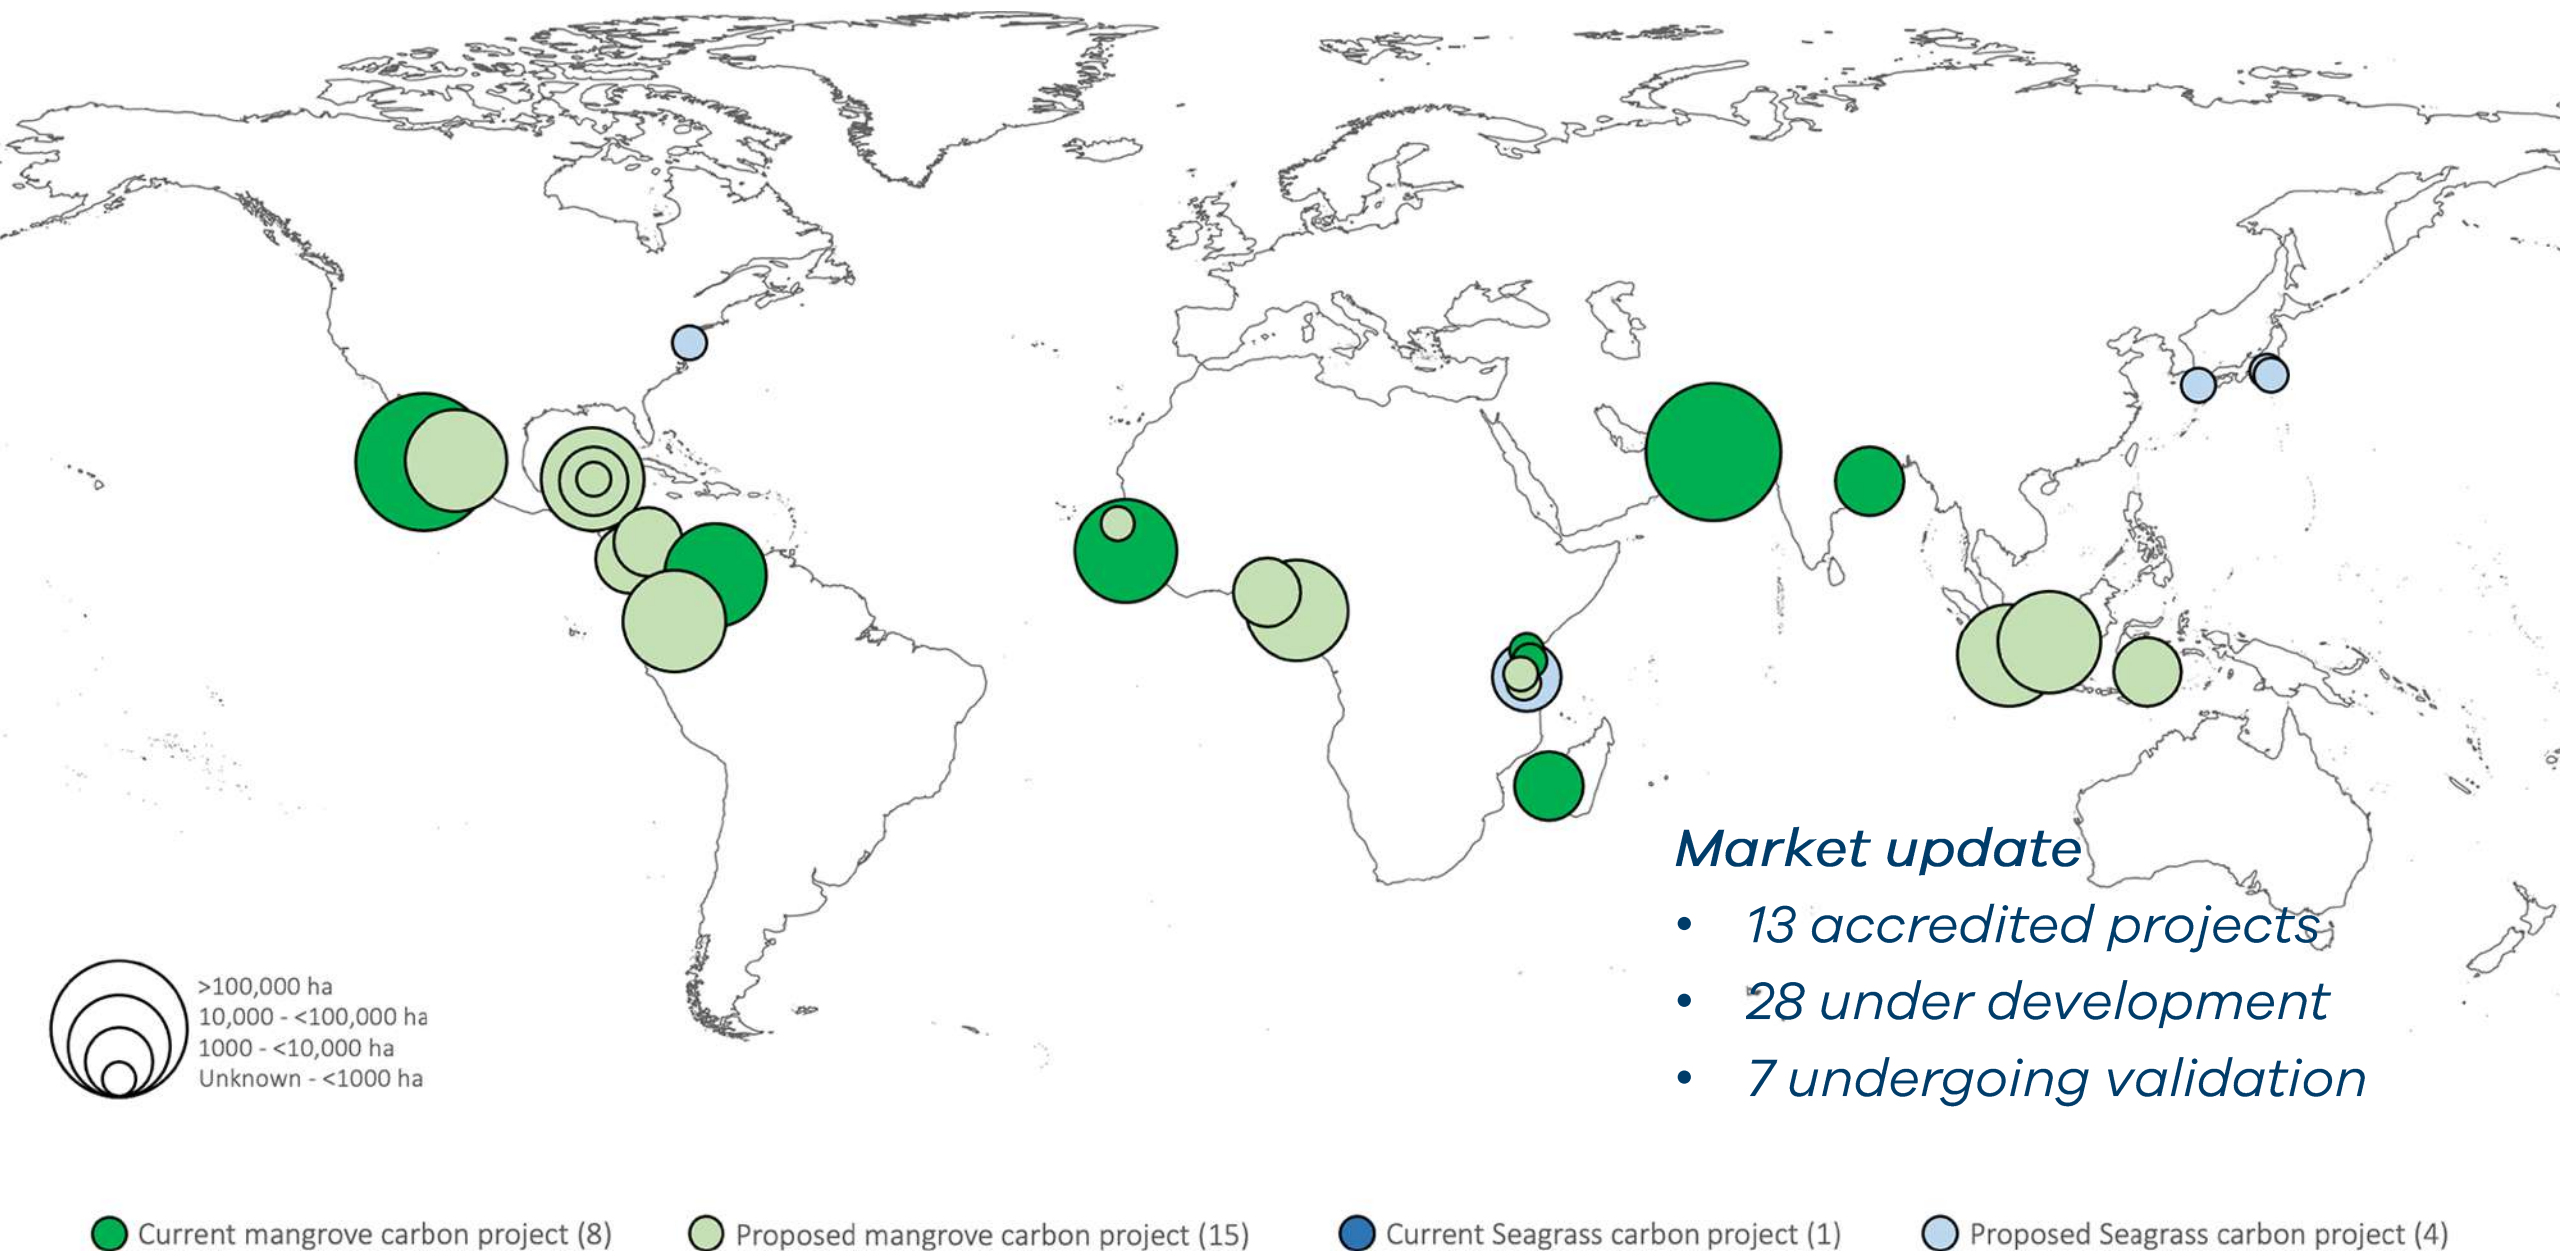 Market update
• 13 accredited projects
• 28 under development
• 7 undergoing validation
>100,000 ha
10,000 - <100,000 ha
1000 - <10,000 ha
Unknown - <1000 ha
Current mangrove carbon project (8)
Proposed mangrove carbon project (15)
Current Seagrass carbon project (1)
Proposed Seagrass carbon project (4)